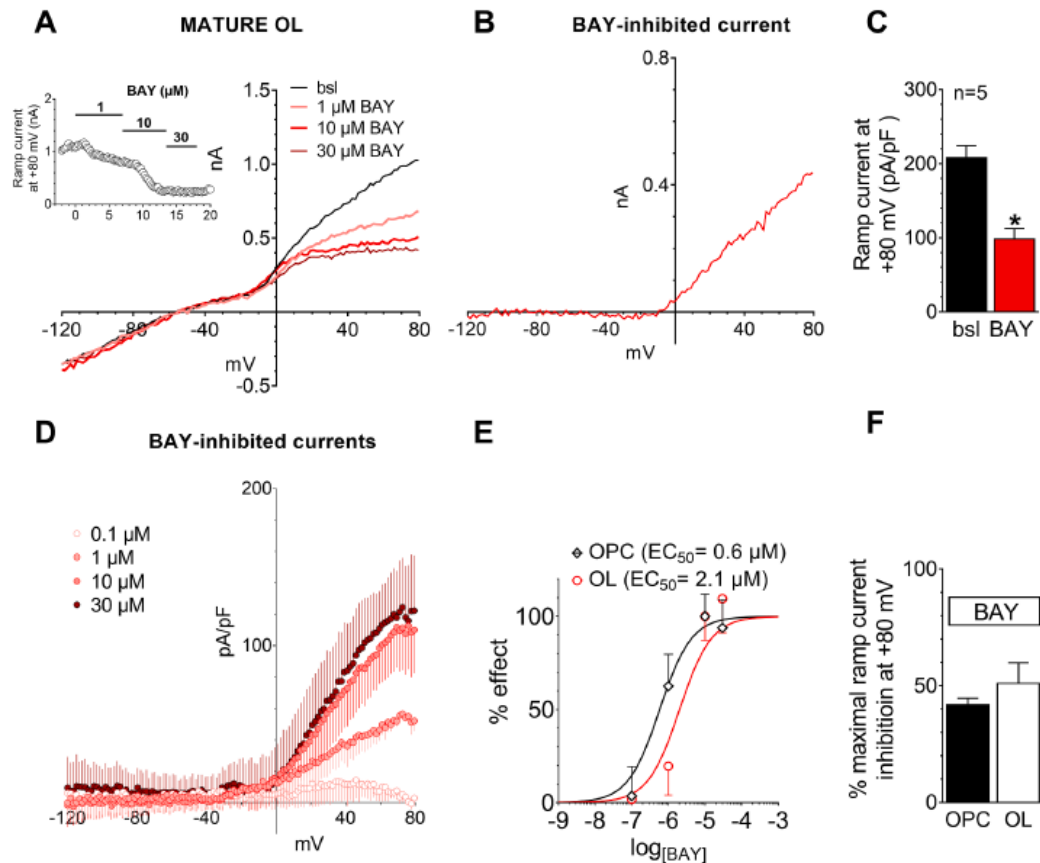 A
MATURE OL
BAY (µM)
1
10
30
Ramp current
at +80 mV (nA)
2
1
0
0 5 10 15 20
nA
1.5
1.0
0.5
-0.5
bsl
1 µM BAY
10 µM BAY
30 µM BAY
-120 -80 -40 40 80
mV
B
BAY-inhibited current
0.8
0.4
nA
-120 -80 -40 40 80
mV
C
n=5
Ramp current at
+80 mV (pA/pF)
300
200
100
0
*
bsl BAY
D
BAY-inhibited currents
200
100
pA/pF
0.1 µM
1 µM
10 µM
30 µM
-120 -80 -40 0 40 80
mV
E
OPC (EC50= 0.6 µM)
OL (EC50= 2.1 µM)
% effect
100
50
0
-9 -8 -7 -6 -5 -4 -3
log[BAY]
F
% maximal ramp current
inhibitioin at +80 mV
100
50
0
BAY
OPC OL